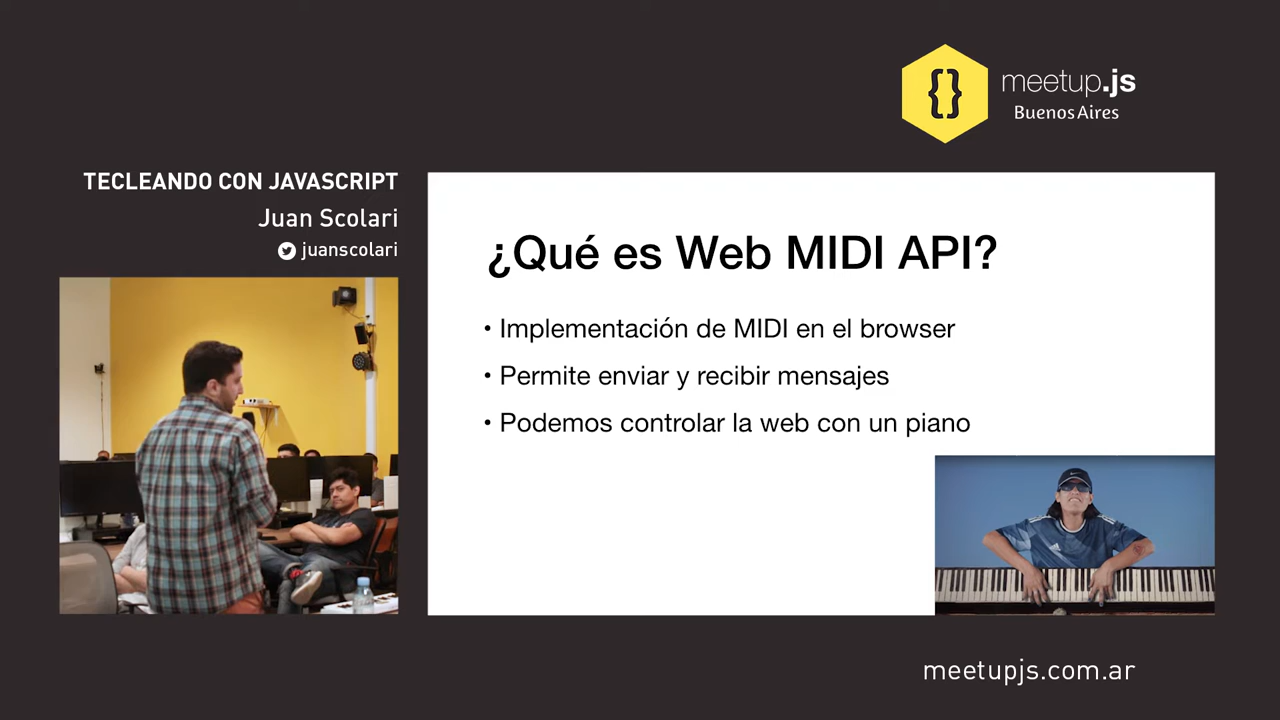 {} meetup.js
Buenos Aires
TECLEANDO CON JAVASCRIPT
Juan Scolari
juanscolari
¿Qué es Web MIDI API?
• Implementación de MIDI en el browser
• Permite enviar y recibir mensajes
• Podemos controlar la web con un piano
meetupjs.com.ar